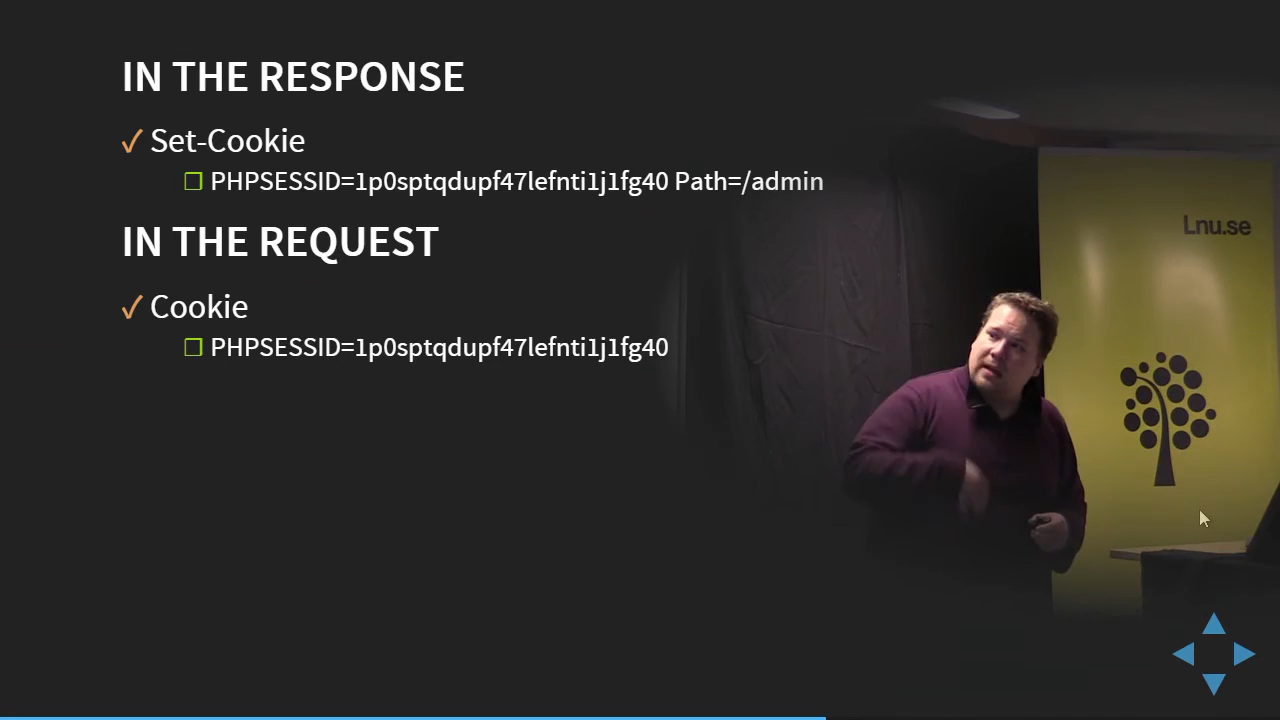 IN THE RESPONSE
✓ Set-Cookie
❐ PHPSESSID=1p0sptqdupf47lefnti1j1fg40 Path=/admin
IN THE REQUEST
✓ Cookie
❐ PHPSESSID=1p0sptqdupf47lefnti1j1fg40
Lnu.se